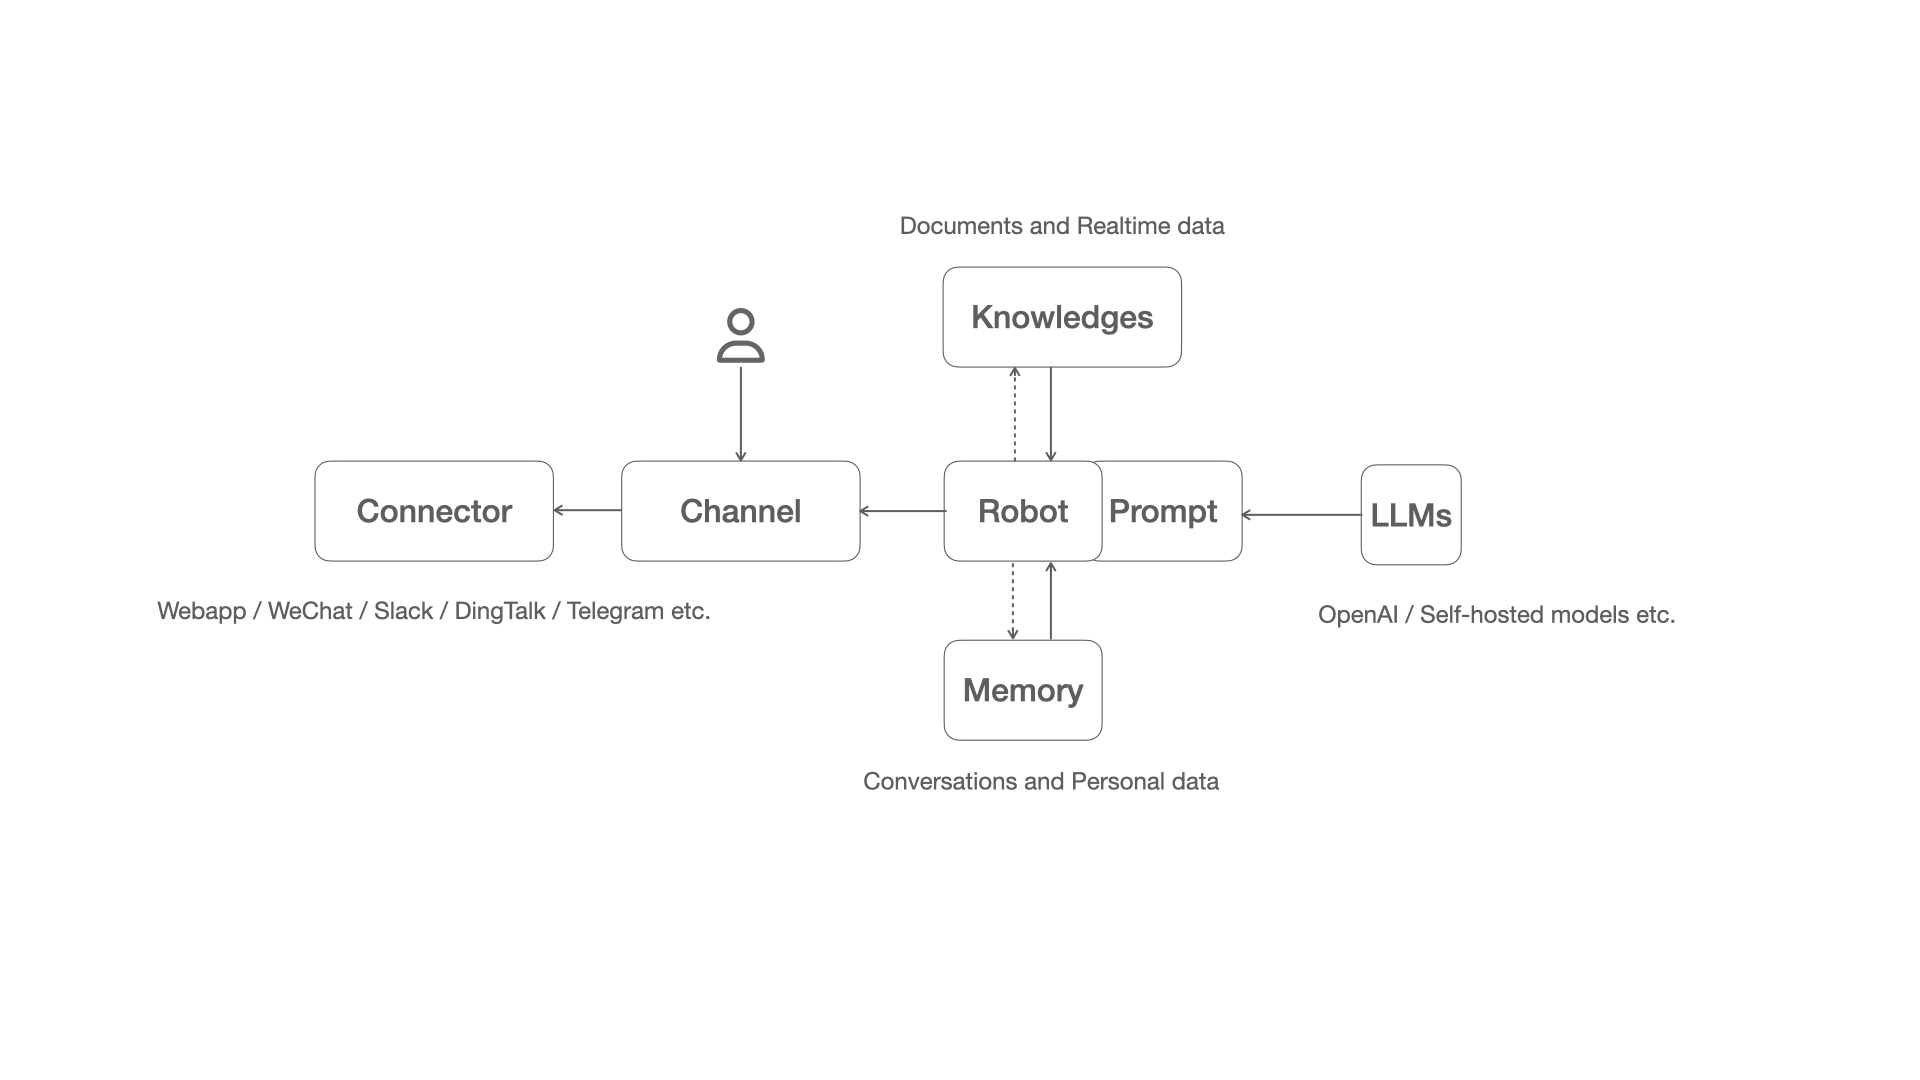 Documents and Realtime data
Knowledges
Connector
Channel
Robot
Prompt
LLMs
Webapp / WeChat / Slack / DingTalk / Telegram etc.
OpenAI / Self-hosted models etc.
Memory
Conversations and Personal data